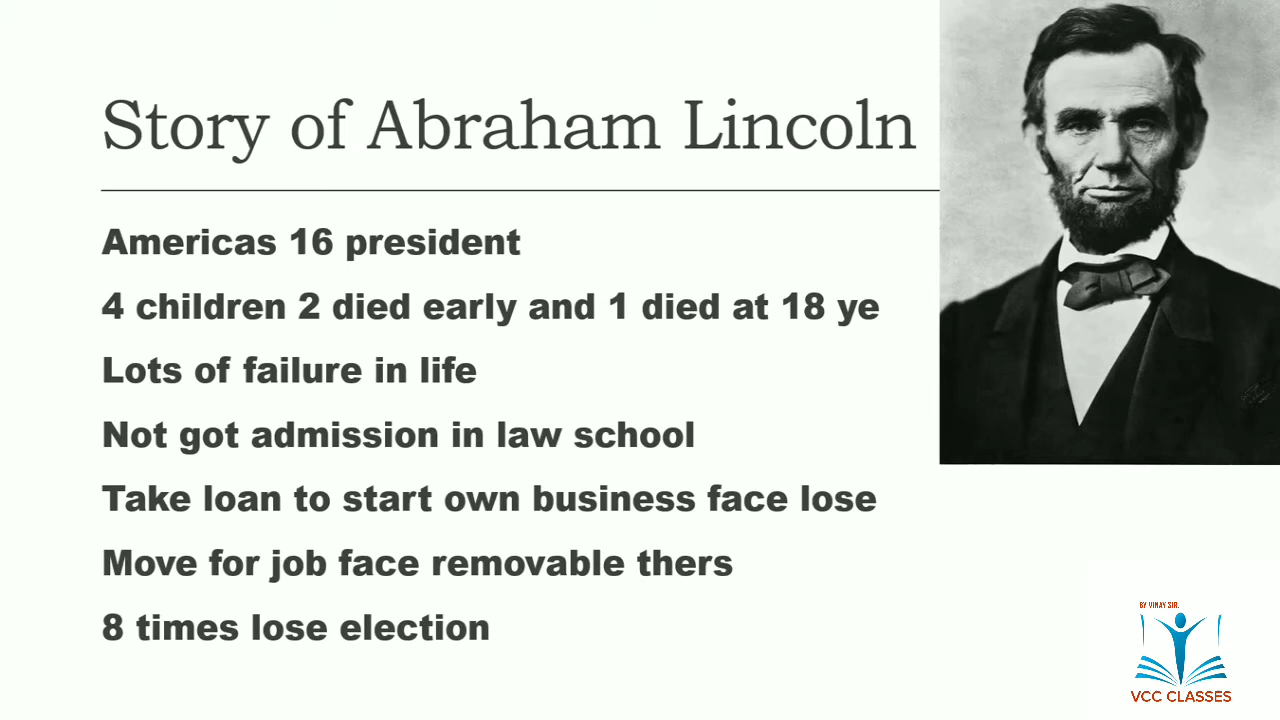 Story of Abraham Lincoln
Americas 16 president
4 children 2 died early and 1 died at 18 ye
Lots of failure in life
Not got admission in law school
Take loan to start own business face lose
Move for job face removable thers
8 times lose election
BY VINAY SIR.
VCC CLASSES